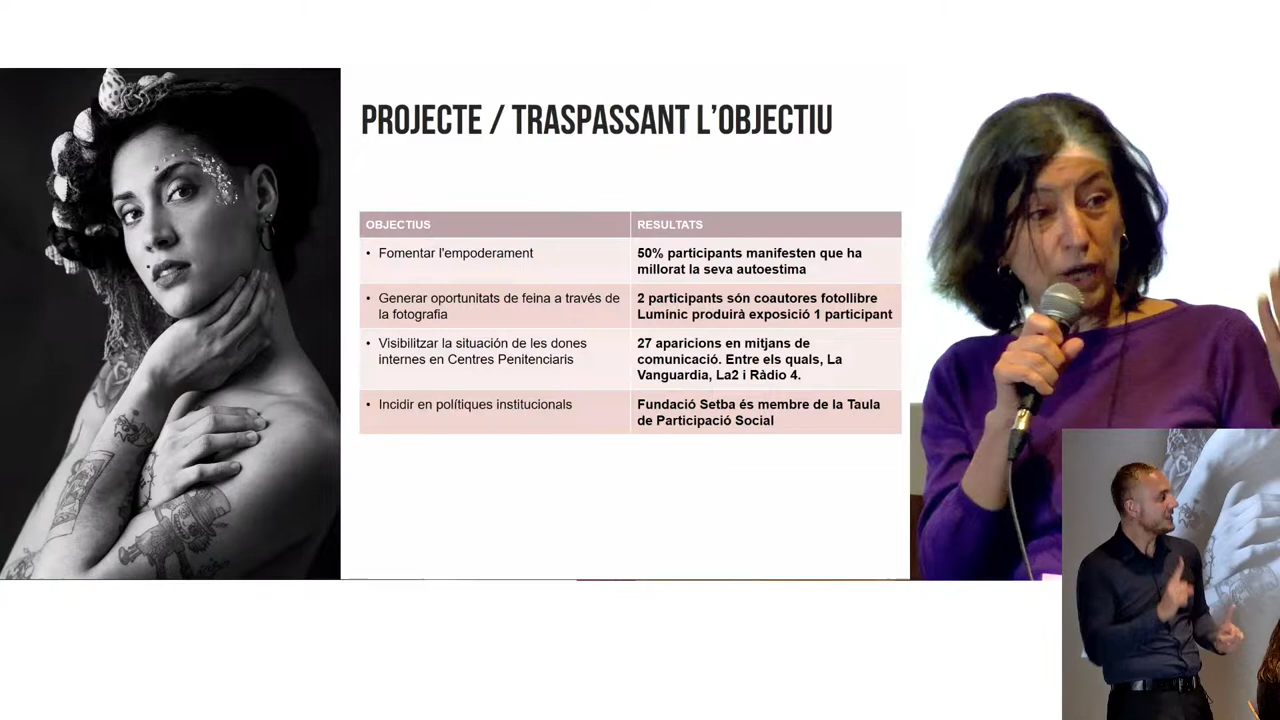 PROJECTE / TRASPASSANT L'OBJECTIU
OBJECTIUS
RESULTATS
• Fomentar l'empoderament
50% participants manifesten que ha
millorat la seva autoestima
• Generar oportunitats de feina a través de
la fotografia
2 participants són coautores fotollibre
Lumínic produirà exposició 1 participant
• Visibilitzar la situación de les dones
internes en Centres Penitenciaris
27 aparicions en mitjans de
comunicació. Entre els quals, La
Vanguardia, La2 i Ràdio 4.
• Incidir en polítiques institucionals
Fundació Setba és membre de la Taula
de Participació Social